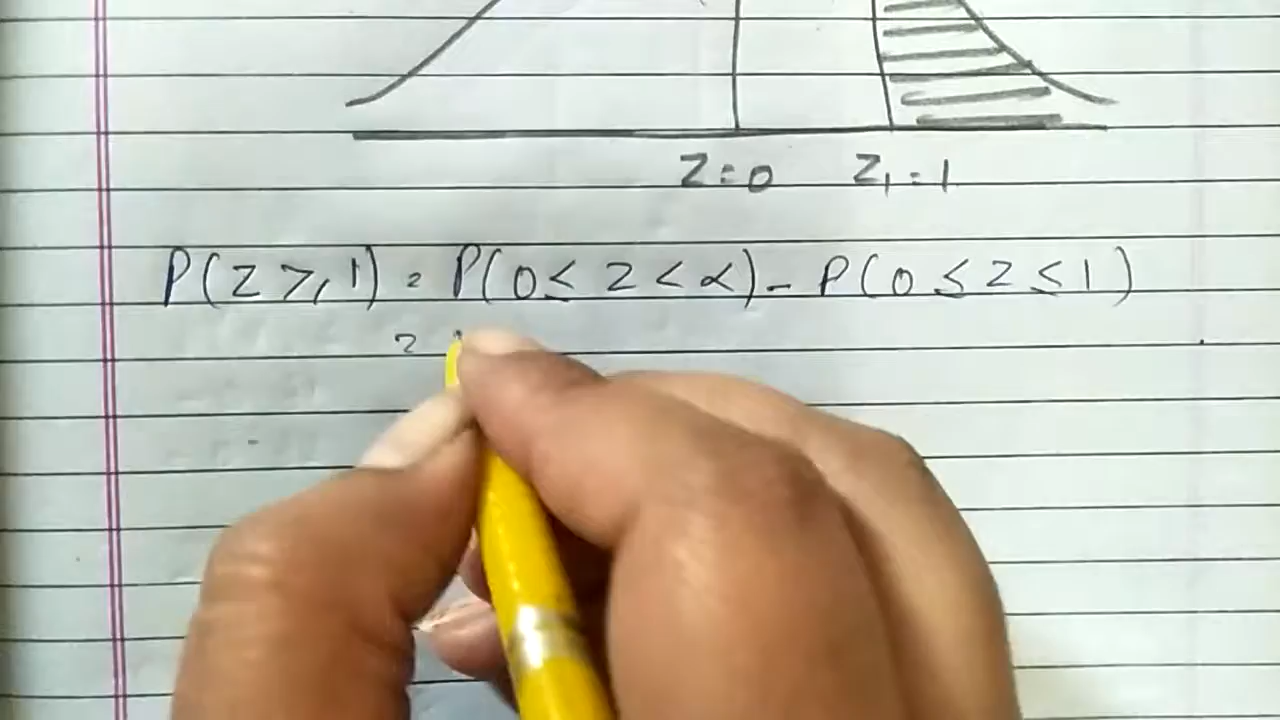 Z=0 Z₁=1
P(Z ≥ 1) = P(0 ≤ Z < α) - P(0 ≤ Z ≤ 1)
=